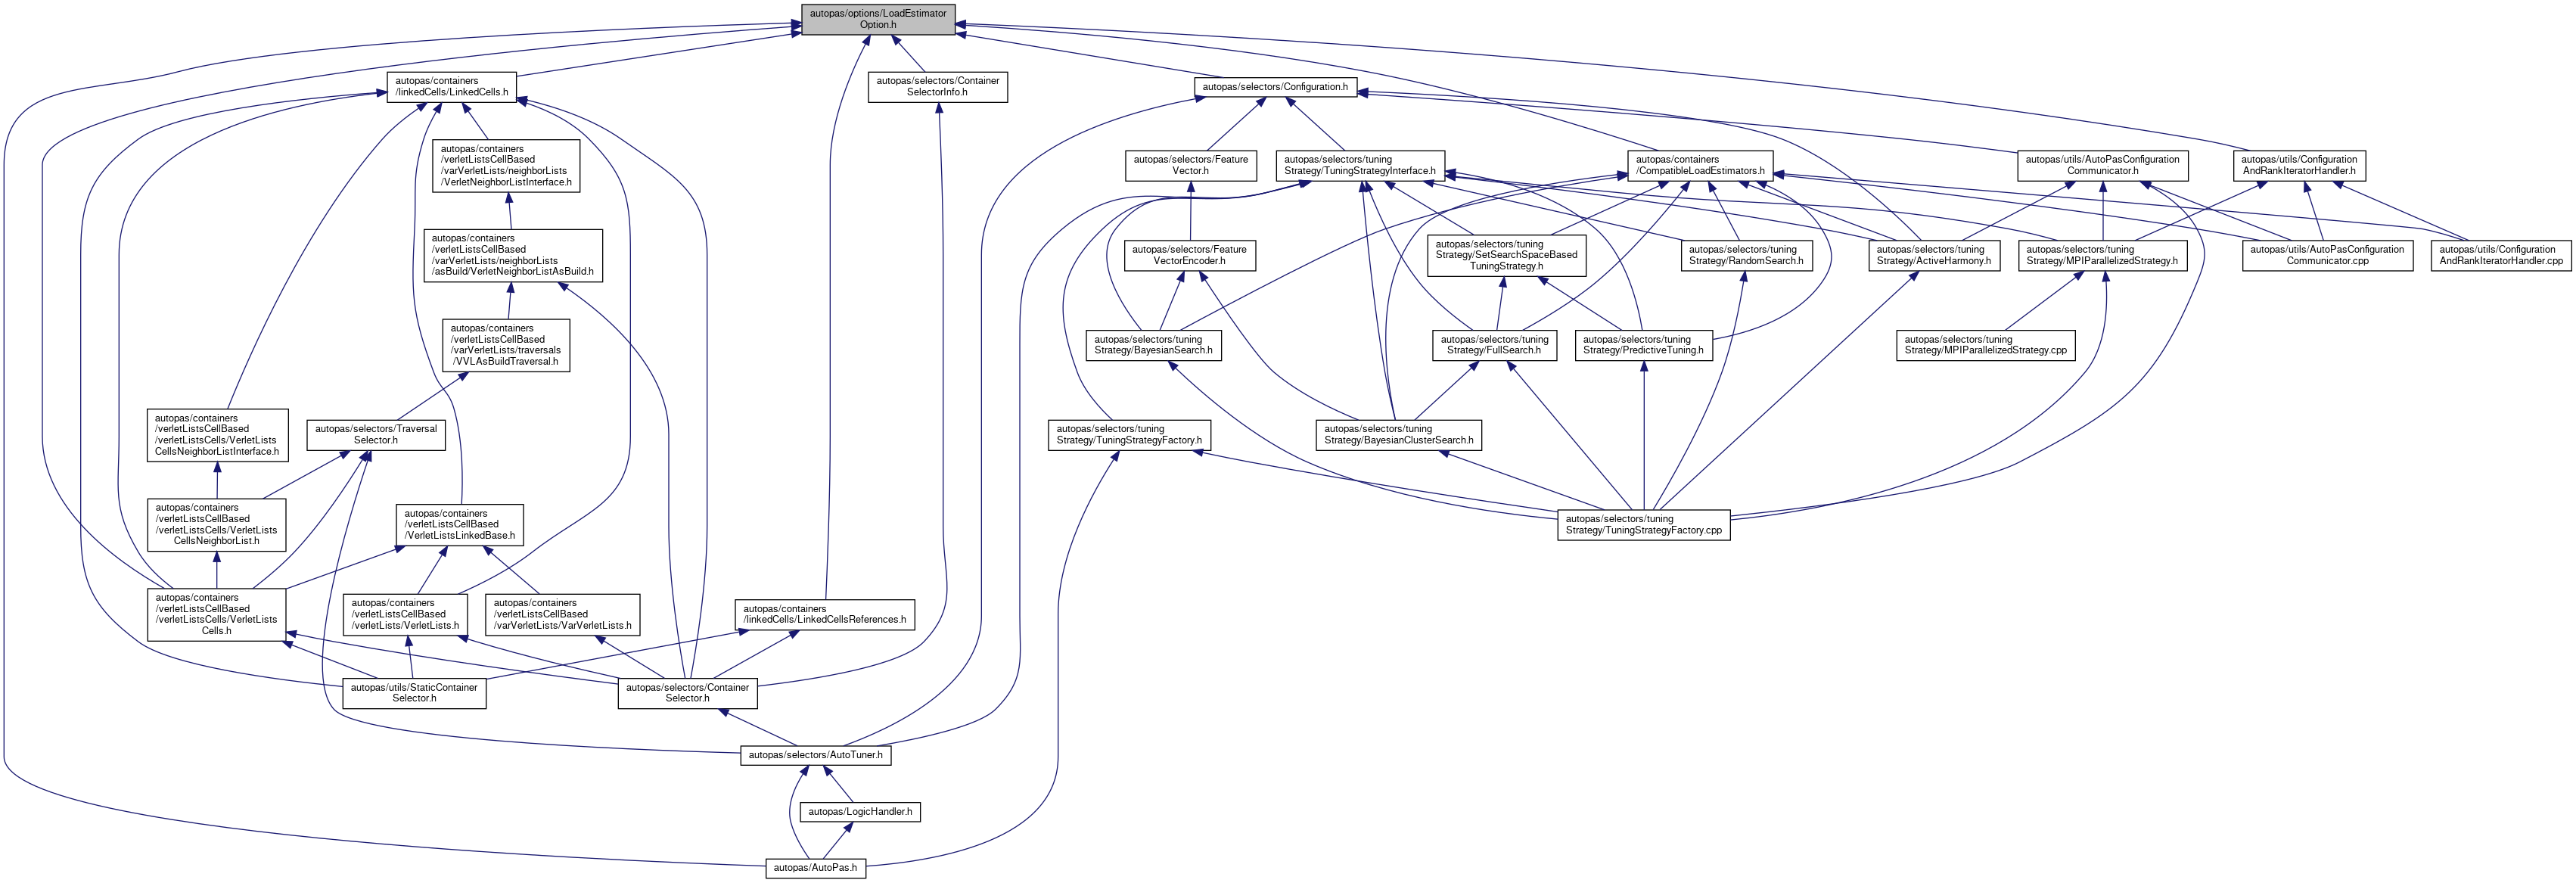 autopas/options/LoadEstimator
Option.h
autopas/containers
/linkedCells/LinkedCells.h
autopas/selectors/Container
SelectorInfo.h
autopas/selectors/Configuration.h
autopas/containers
/verletListsCellBased
/varVerletLists/neighborLists
/VerletNeighborListInterface.h
autopas/selectors/Feature
Vector.h
autopas/selectors/tuning
Strategy/TuningStrategyInterface.h
autopas/containers
/CompatibleLoadEstimators.h
autopas/utils/AutoPasConfiguration
Communicator.h
autopas/utils/Configuration
AndRankIteratorHandler.h
autopas/containers
/verletListsCellBased
/varVerletLists/neighborLists
/asBuild/VerletNeighborListAsBuild.h
autopas/selectors/Feature
VectorEncoder.h
autopas/selectors/tuning
Strategy/SetSearchSpaceBased
TuningStrategy.h
autopas/selectors/tuning
Strategy/RandomSearch.h
autopas/selectors/tuning
Strategy/ActiveHarmony.h
autopas/selectors/tuning
Strategy/MPIParallelizedStrategy.h
autopas/utils/AutoPasConfiguration
Communicator.cpp
autopas/utils/Configuration
AndRankIteratorHandler.cpp
autopas/containers
/verletListsCellBased
/varVerletLists/traversals
/VVLAsBuildTraversal.h
autopas/selectors/tuning
Strategy/BayesianSearch.h
autopas/selectors/tuning
Strategy/FullSearch.h
autopas/selectors/tuning
Strategy/PredictiveTuning.h
autopas/selectors/tuning
Strategy/MPIParallelizedStrategy.cpp
autopas/containers
/verletListsCellBased
/verletListsCells/VerletLists
CellsNeighborListInterface.h
autopas/selectors/Traversal
Selector.h
autopas/selectors/tuning
Strategy/TuningStrategyFactory.h
autopas/selectors/tuning
Strategy/BayesianClusterSearch.h
autopas/containers
/verletListsCellBased
/verletListsCells/VerletLists
CellsNeighborList.h
autopas/containers
/verletListsCellBased
/VerletListsLinkedBase.h
autopas/selectors/tuning
Strategy/TuningStrategyFactory.cpp
autopas/containers
/verletListsCellBased
/verletListsCells/VerletLists
Cells.h
autopas/containers
/verletListsCellBased
/verletLists/VerletLists.h
autopas/containers
/verletListsCellBased
/varVerletLists/VarVerletLists.h
autopas/containers
/linkedCells/LinkedCellsReferences.h
autopas/utils/StaticContainer
Selector.h
autopas/selectors/Container
Selector.h
autopas/selectors/AutoTuner.h
autopas/LogicHandler.h
autopas/AutoPas.h